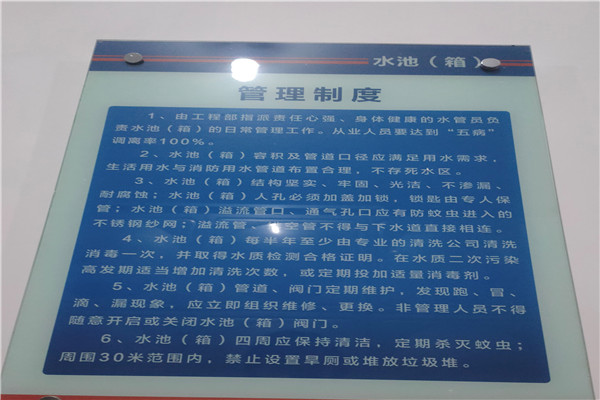 水池（箱）
管理制度
1、由工程部指派责任心强、身体健康的水管员负
责水池（箱）的日常管理工作。从业人员要达到“五病”
调离率100%。
2、水池（箱）容积及管道口径应满足用水需求，
生活用水与消防用水管道布置合理，不存死水区。
3、水池（箱）结构坚实、牢固、光洁、不渗漏、
耐腐蚀；水池（箱）人孔必须加盖加锁，锁匙由专人保
管；水池（箱）溢流管口、通气孔口应有防蚊虫进入的
不锈钢纱网；溢流管、放空管不得与下水道直接相连。
4、水池（箱）每半年至少由专业的清洗公司清洗
消毒一次，并取得水质检测合格证明。在水质二次污染
高发期适当增加清洗次数，或定期投加适量消毒剂。
5、水池（箱）管道、阀门定期维护，发现跑、冒、
滴、漏现象，应立即组织维修、更换。非管理人员不得
随意开启或关闭水池（箱）阀门。
6、水池（箱）四周应保持清洁，定期杀灭蚊虫；
周围30米范围内，禁止设置旱厕或堆放垃圾堆。